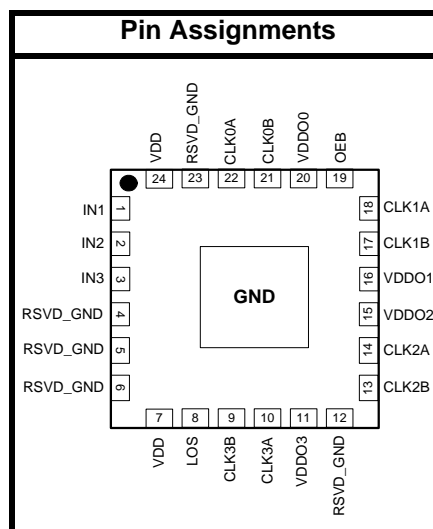 Pin Assignments
VDD
RSVD_GND
CLK0A
CLK0B
VDDO0
OEB
24
23
22
21
20
19
IN1
1
18
CLK1A
IN2
2
17
CLK1B
IN3
3
16
VDDO1
RSVD_GND
4
15
VDDO2
RSVD_GND
5
14
CLK2A
RSVD_GND
6
13
CLK2B
GND
7
8
9
10
11
12
VDD
LOS
CLK3B
CLK3A
VDDO3
RSVD_GND